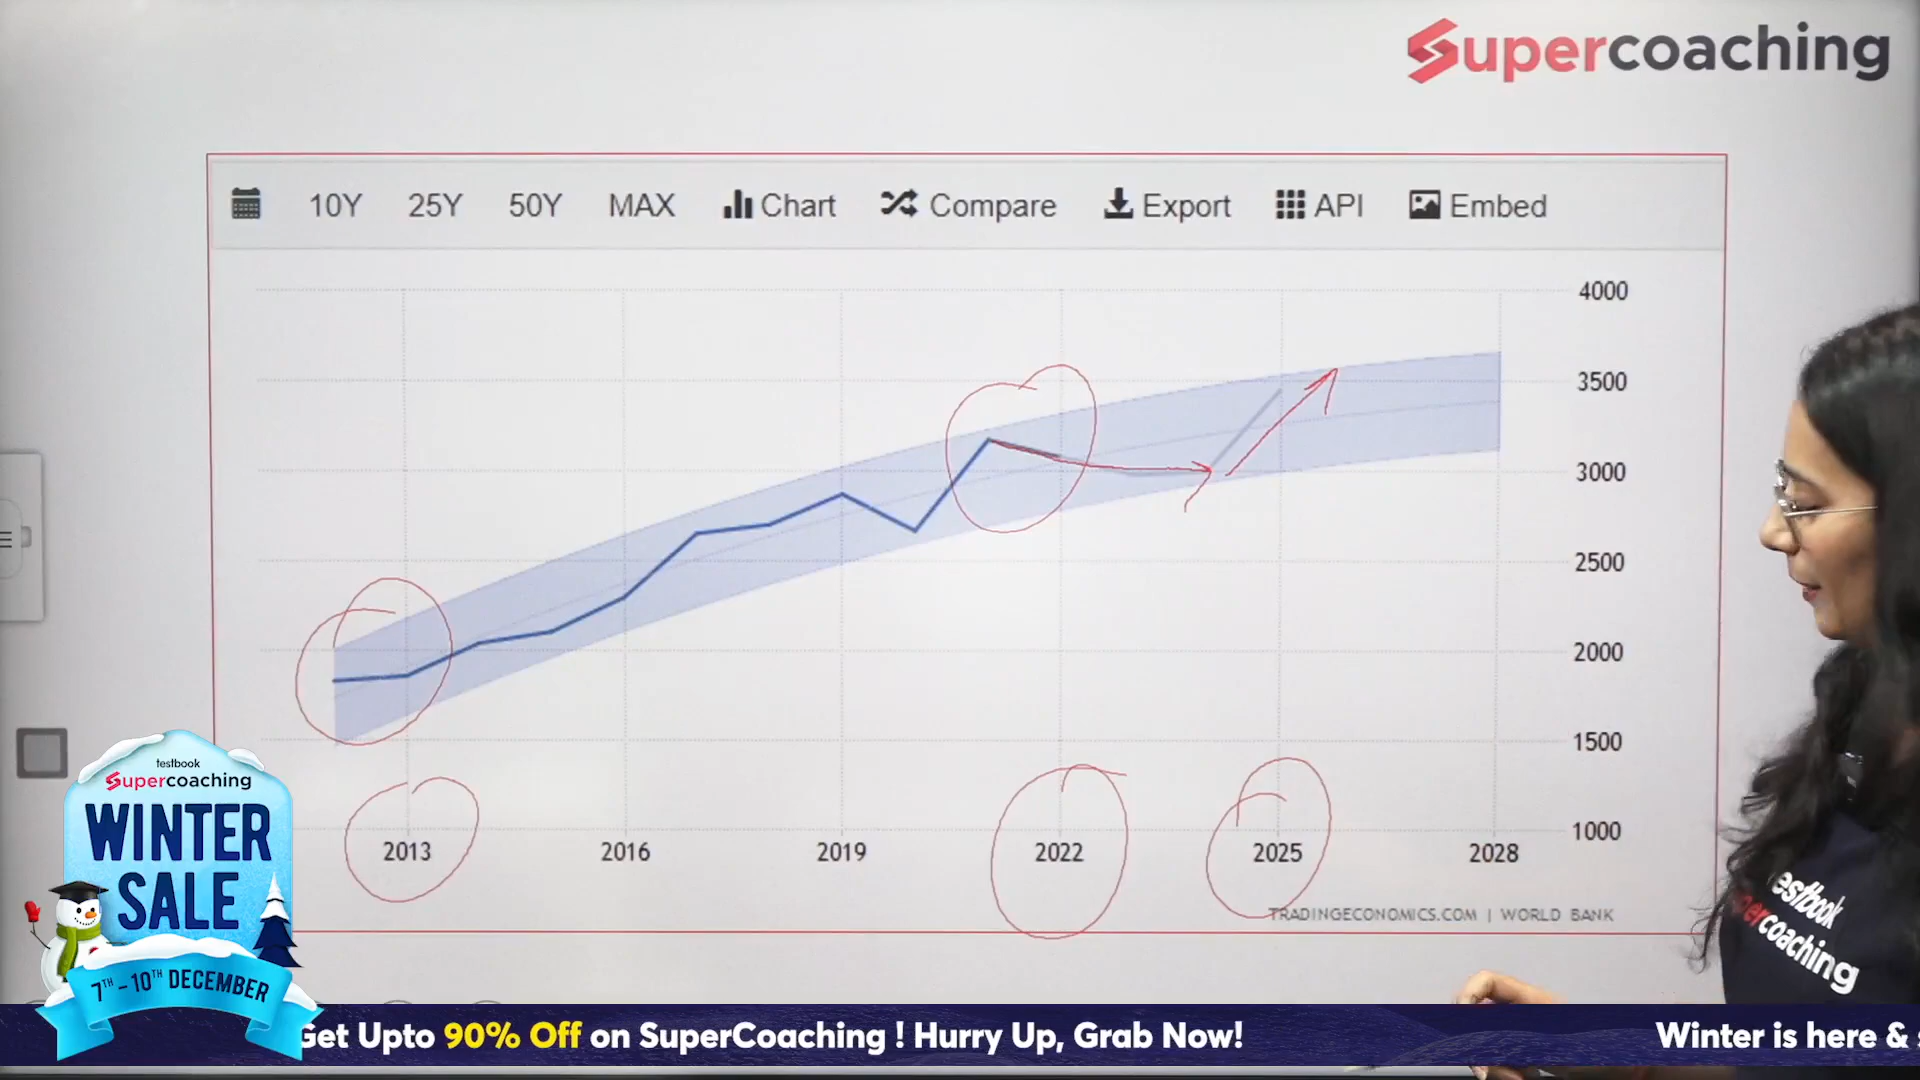 Supercoaching
10Y 25Y 50Y MAX Chart Compare Export API Embed
4000
3500
3000
2500
2000
1500
1000
2013 2016 2019 2022 2025 2028
TRADINGECONOMICS.COM | WORLD BANK
testbook
Supercoaching
WINTER
SALE
7TH - 10TH DECEMBER
testbook
supercoaching
Get Upto 90% Off on SuperCoaching ! Hurry Up, Grab Now!
Winter is here &